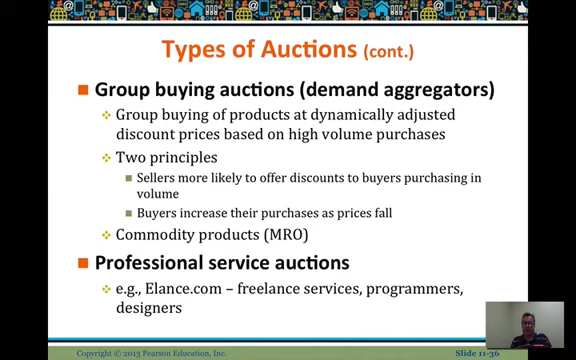 Types of Auctions (cont.)
Group buying auctions (demand aggregators)
Group buying of products at dynamically adjusted
discount prices based on high volume purchases
Two principles
Sellers more likely to offer discounts to buyers purchasing in
volume
Buyers increase their purchases as prices fall
Commodity products (MRO)
Professional service auctions
e.g., Elance.com – freelance services, programmers,
designers
Copyright © 2013 Pearson Education, Inc.
Slide 11-36